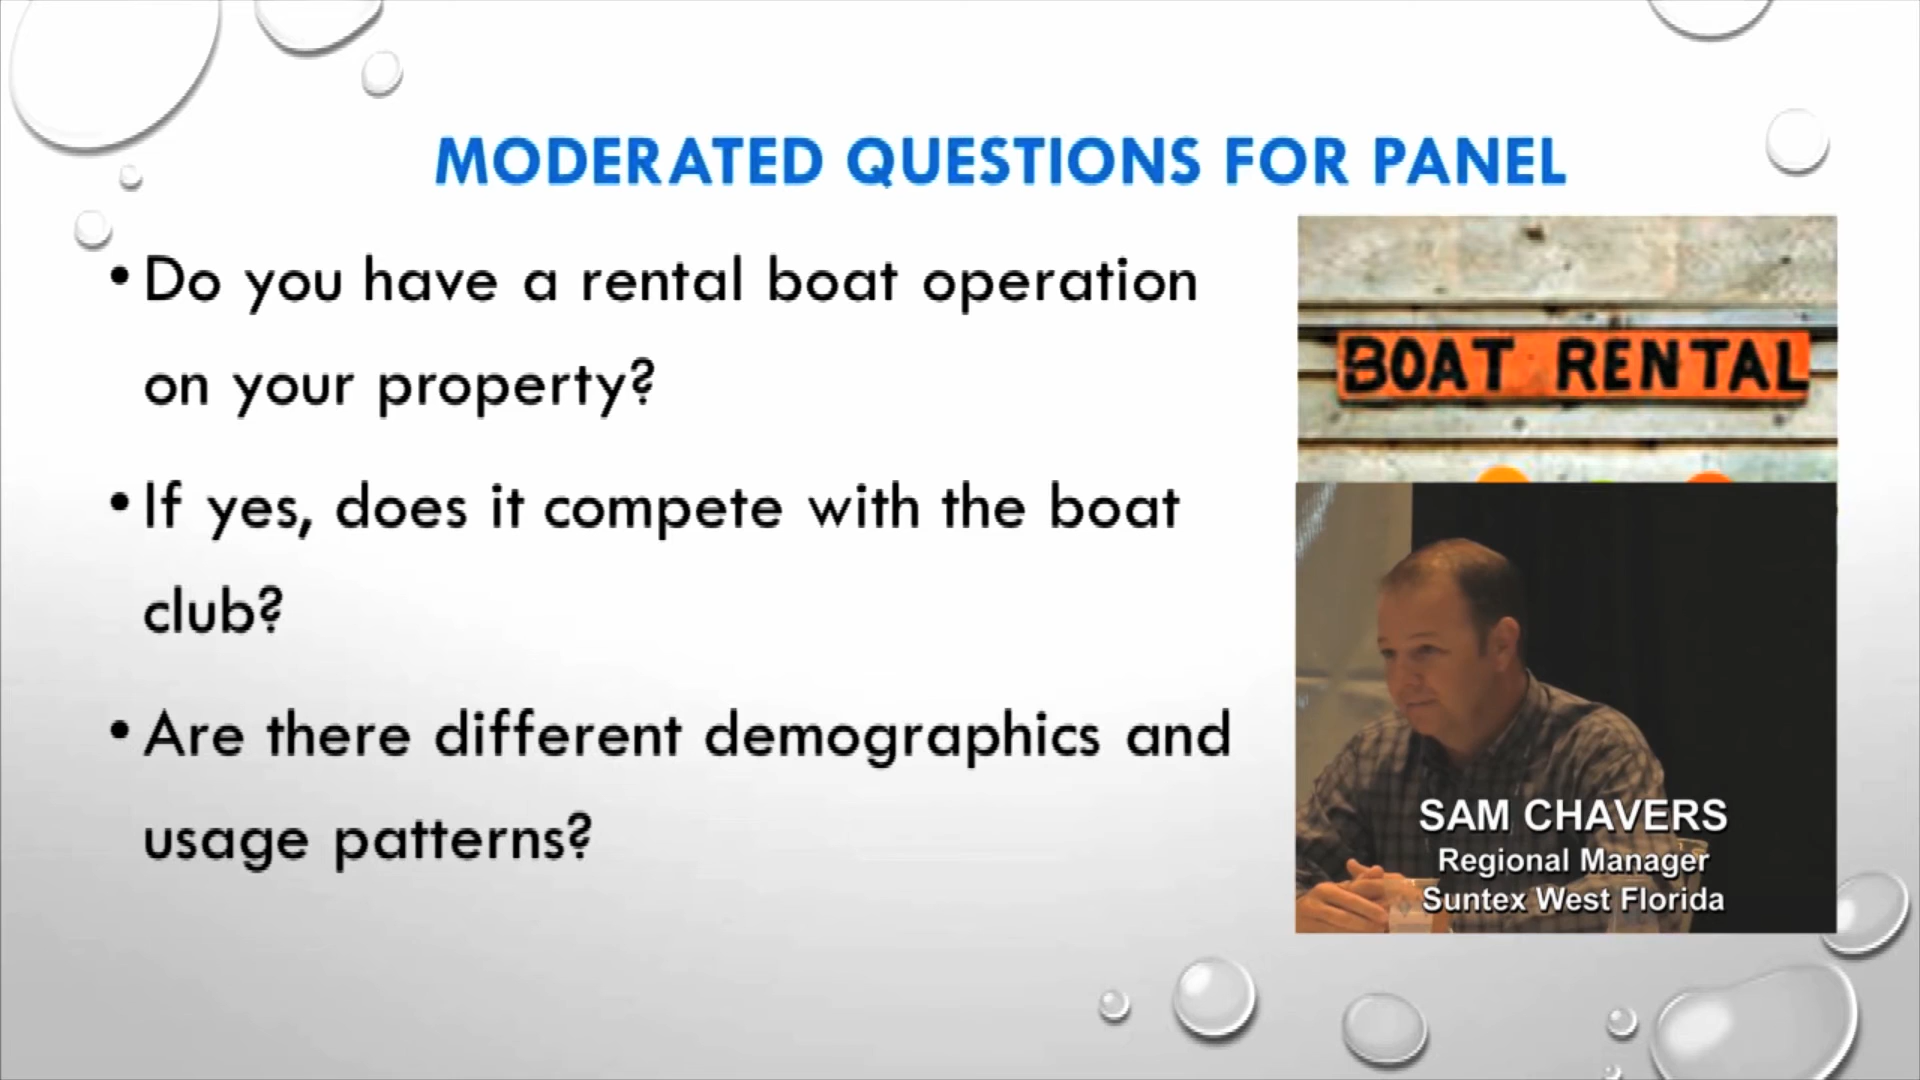 MODERATED QUESTIONS FOR PANEL
• Do you have a rental boat operation
on your property?
• If yes, does it compete with the boat
club?
• Are there different demographics and
usage patterns?
BOAT RENTAL
SAM CHAVERS
Regional Manager
Suntex West Florida